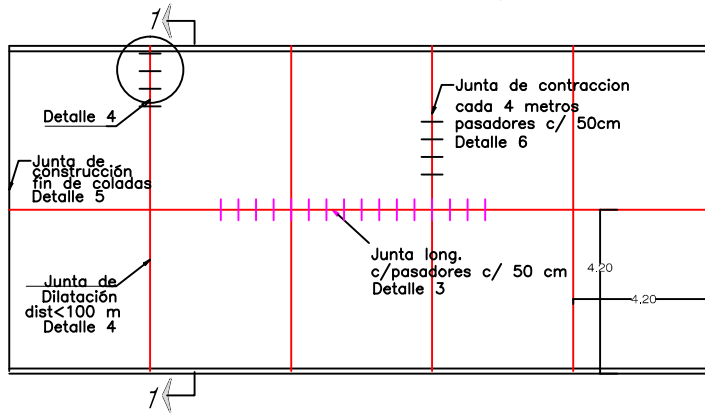 1
Detalle 4
Junta de contraccion
cada 4 metros
pasadores c/ 50cm
Detalle 6
Junta de
construcción
fin de coladas
Detalle 5
Junta long.
c/pasadores c/ 50 cm
Detalle 3
4.20
4.20
Junta de
Dilatación
dist<100 m
Detalle 4
1